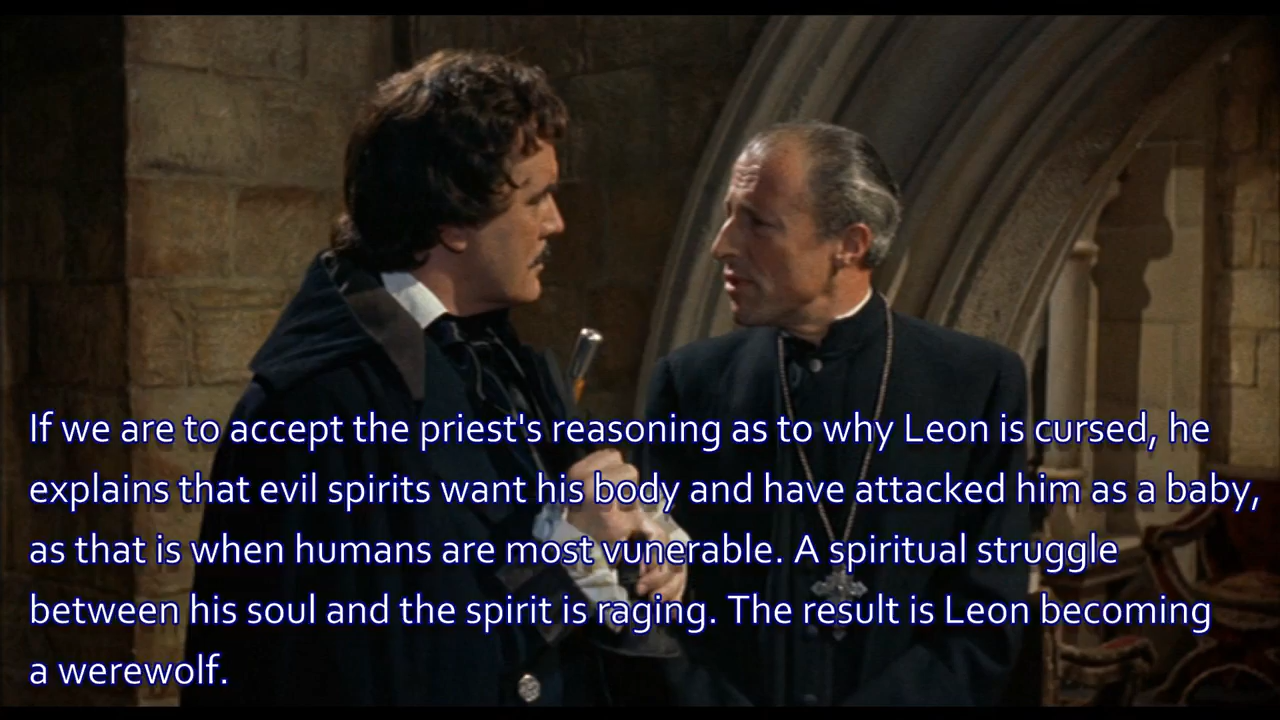 If we are to accept the priest's reasoning as to why Leon is cursed, he
explains that evil spirits want his body and have attacked him as a baby,
as that is when humans are most vunerable. A spiritual struggle
between his soul and the spirit is raging. The result is Leon becoming
a werewolf.